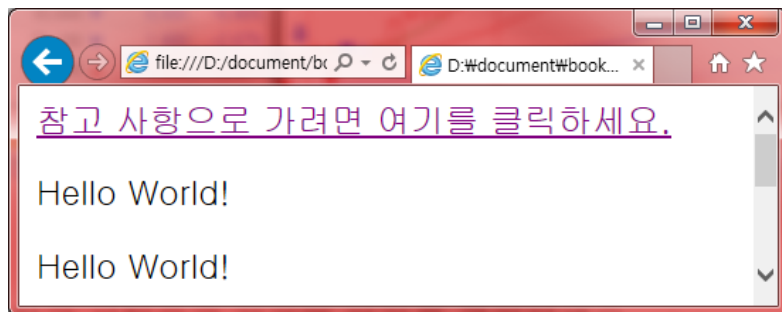 file:///D:/document/bc
D:₩document₩book...
참고 사항으로 가려면 여기를 클릭하세요.
Hello World!
Hello World!